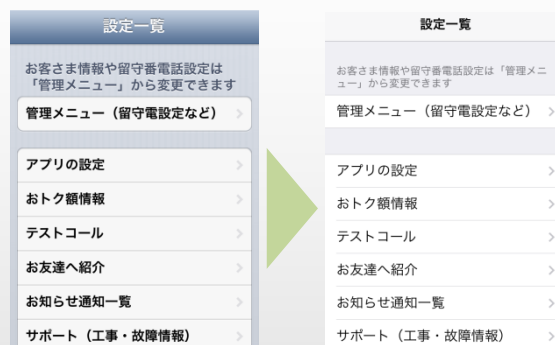 設定一覧
お客さま情報や留守番電話設定は
「管理メニュー」から変更できます
管理メニュー（留守電設定など）
アプリの設定
おトク額情報
テストコール
お友達へ紹介
お知らせ通知一覧
サポート（工事・故障情報）
設定一覧
お客さま情報や留守番電話設定は「管理メニ
ュー」から変更できます
管理メニュー（留守電設定など）
アプリの設定
おトク額情報
テストコール
お友達へ紹介
お知らせ通知一覧
サポート（工事・故障情報）